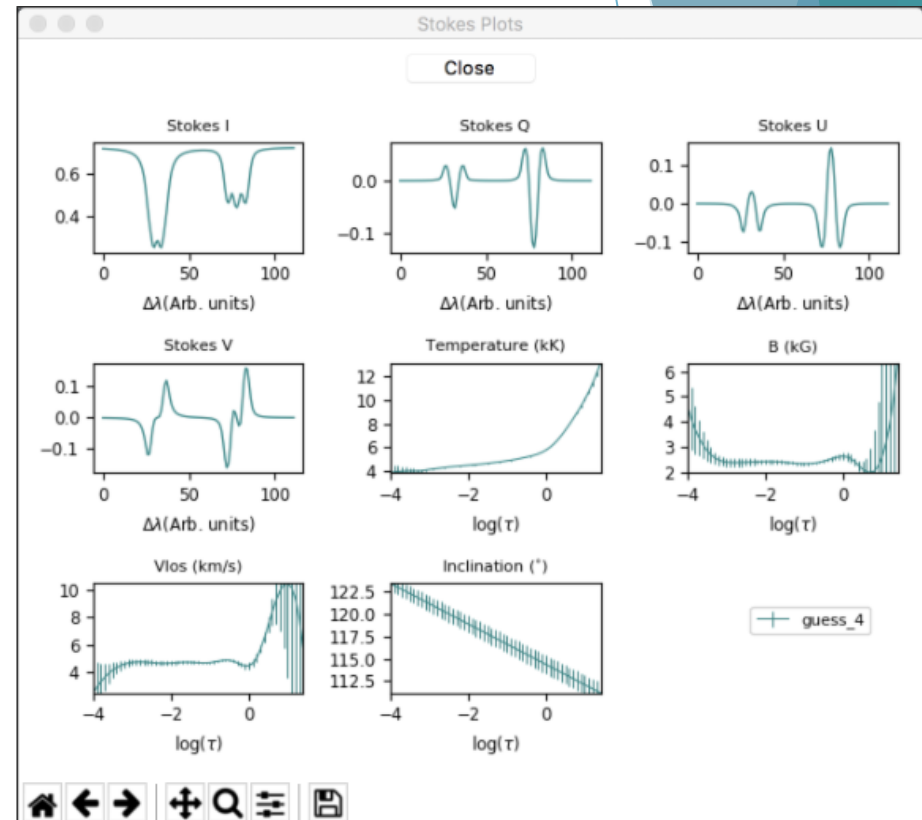 Stokes Plots
Close
Stokes I
0.6
0.4
0 50 100
Δλ(Arb. units)
Stokes Q
0.0
−0.1
0 50 100
Δλ(Arb. units)
Stokes U
0.1
0.0
−0.1
0 50 100
Δλ(Arb. units)
Stokes V
0.1
0.0
−0.1
0 50 100
Δλ(Arb. units)
Temperature (kK)
12
10
8
6
4
−4 −2 0
log(τ)
B (kG)
6
5
4
3
2
−4 −2 0
log(τ)
Vlos (km/s)
10
8
6
4
−4 −2 0
log(τ)
Inclination (°)
122.5
120.0
117.5
115.0
112.5
−4 −2 0
log(τ)
guess_4